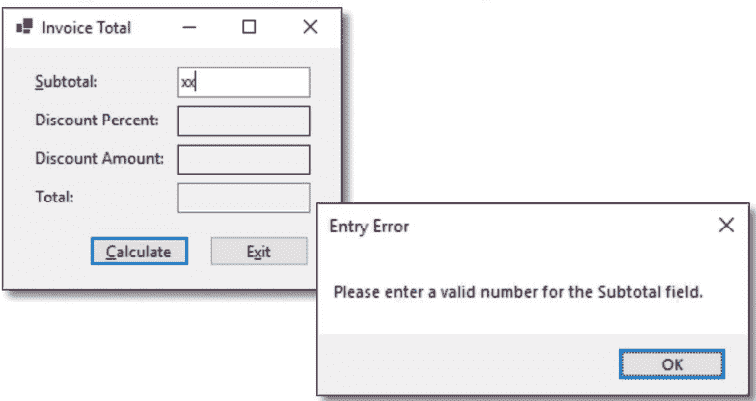 Invoice Total
Subtotal:
xx
Discount Percent:
Discount Amount:
Total:
Calculate
Exit
Entry Error
Please enter a valid number for the Subtotal field.
OK